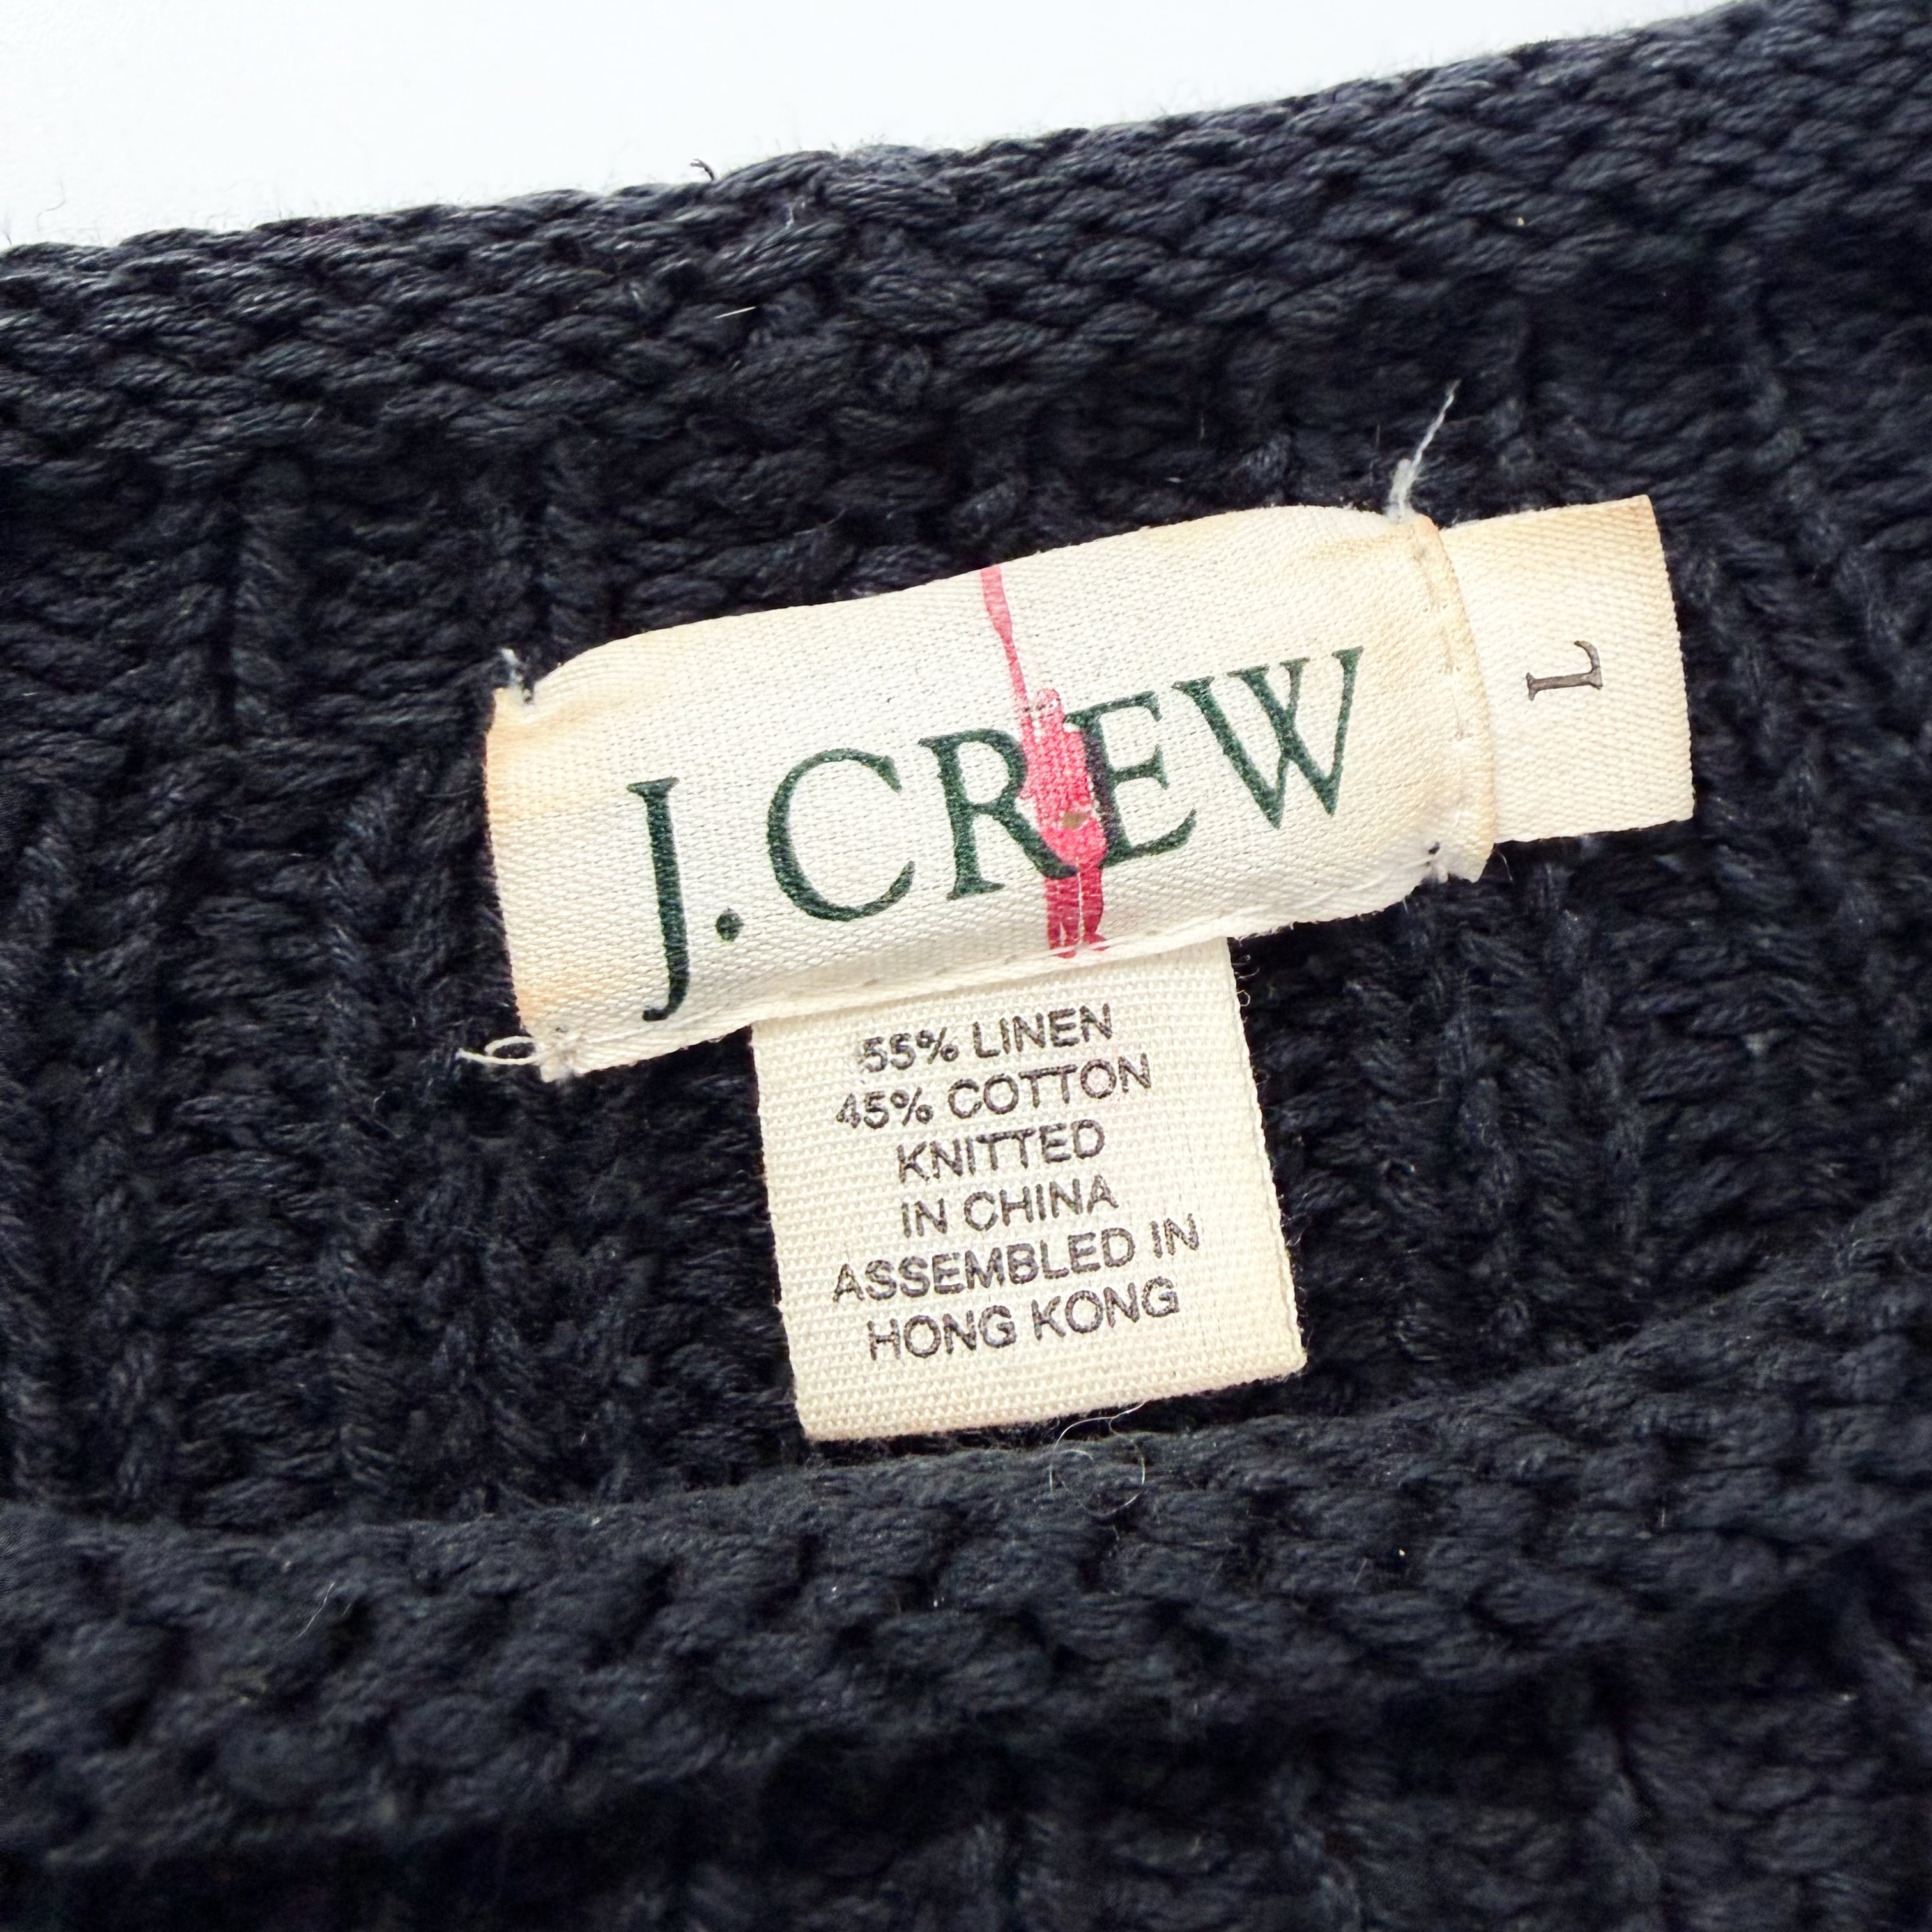 J.CREW
L
55% LINEN
45% COTTON
KNITTED
IN CHINA
ASSEMBLED IN
HONG KONG